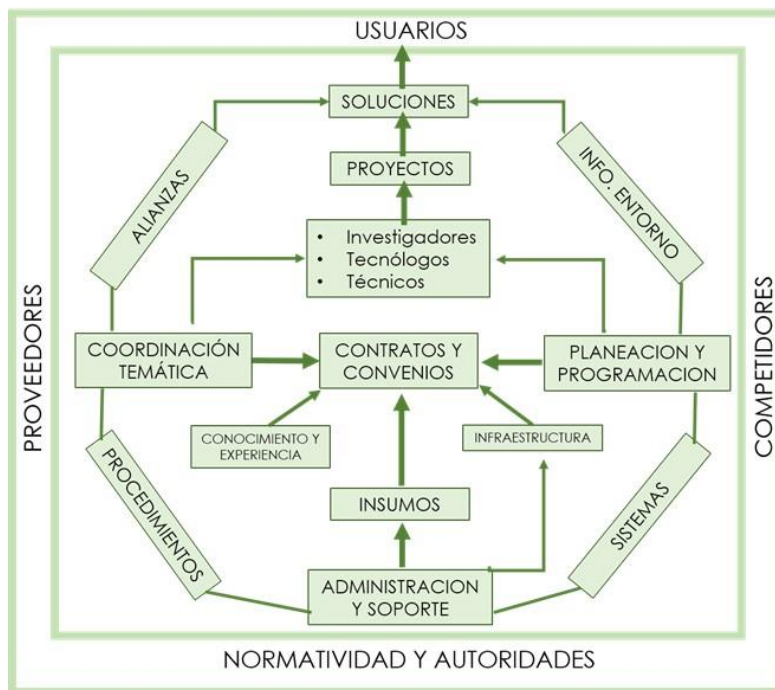 USUARIOS
SOLUCIONES
ALIANZAS
INFO. ENTORNO
PROYECTOS
• Investigadores
• Tecnólogos
• Técnicos
PROVEEDORES
COMPETIDORES
COORDINACIÓN
TEMÁTICA
CONTRATOS Y
CONVENIOS
PLANEACION Y
PROGRAMACION
CONOCIMIENTO Y
EXPERIENCIA
INFRAESTRUCTURA
PROCEDIMIENTOS
INSUMOS
SISTEMAS
ADMINISTRACION
Y SOPORTE
NORMATIVIDAD Y AUTORIDADES